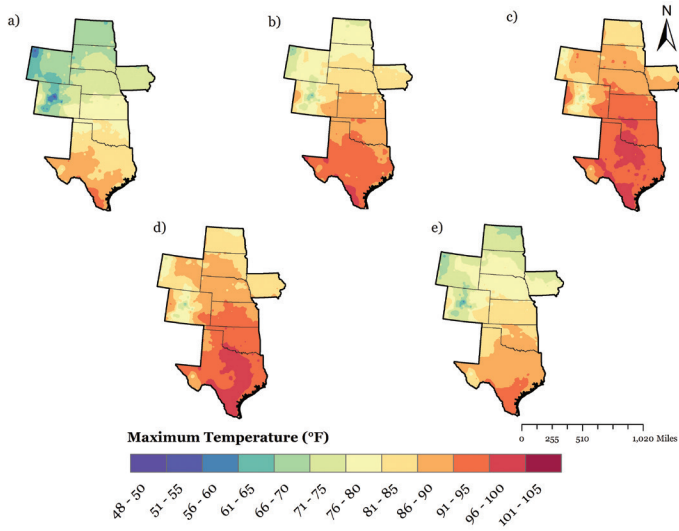 a)
b)
c)
N
d)
e)
0 255 510 1,020 Miles
Maximum Temperature (°F)
48 - 50
51 - 55
56 - 60
61 - 65
66 - 70
71 - 75
76 - 80
81 - 85
86 - 90
91 - 95
96 - 100
101 - 105